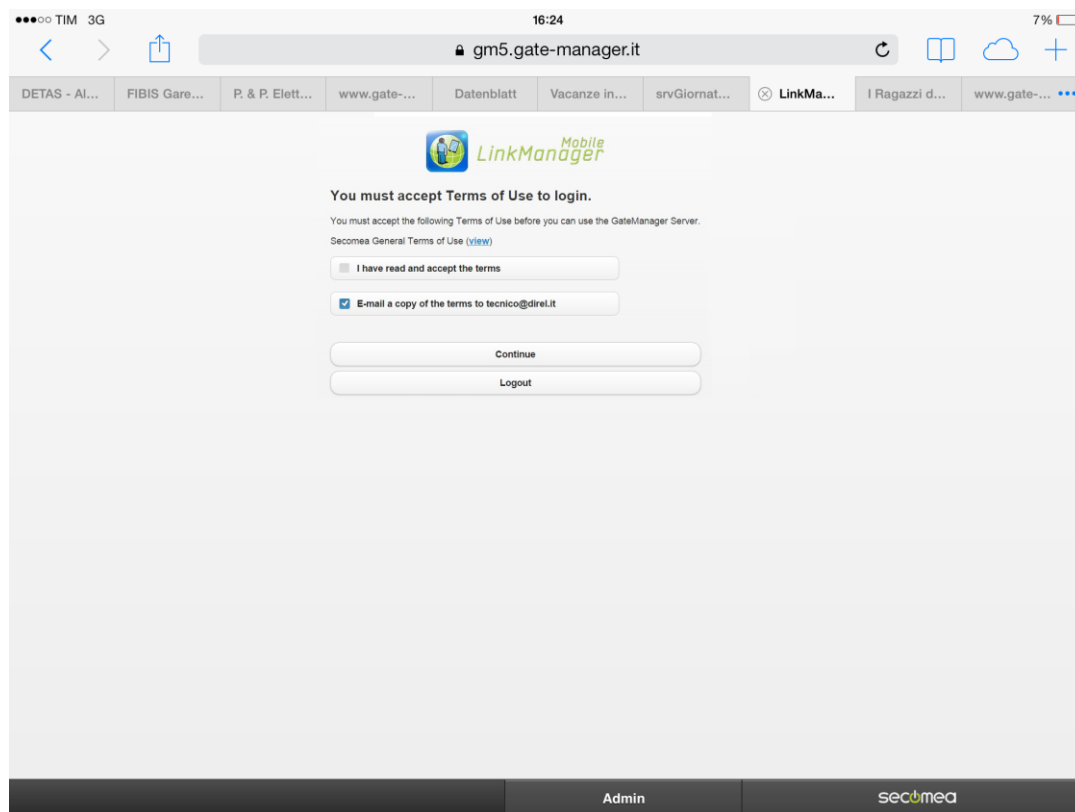 TIM 3G 16:24 7%
gm5.gate-manager.it
DETAS - Al... FIBIS Gare... P. & P. Elett... www.gate-... Datenblatt Vacanze in... srvGiornat... LinkMa... I Ragazzi d... www.gate-...
LinkManager Mobile
You must accept Terms of Use to login.
You must accept the following Terms of Use before you can use the GateManager Server.
Secomea General Terms of Use (view)
I have read and accept the terms
E-mail a copy of the terms to tecnico@direl.it
Continue
Logout
Admin secomea